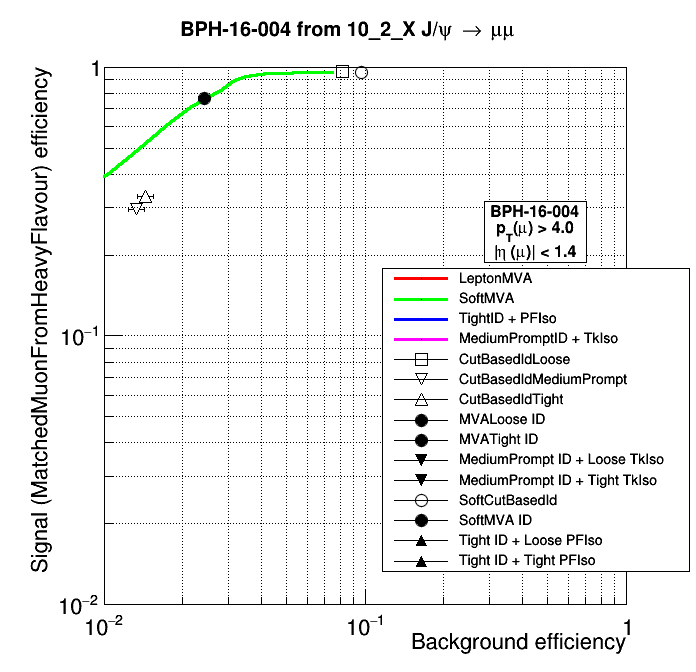 BPH-16-004 from 10_2_X J/ψ → μμ
Signal (MatchedMuonFromHeavyFlavour) efficiency
1
10⁻¹
10⁻²
BPH-16-004
p_T(μ) > 4.0
|η (μ)| < 1.4
LeptonMVA
SoftMVA
TightID + PFIso
MediumPromptID + TkIso
CutBasedIdLoose
CutBasedIdMediumPrompt
CutBasedIdTight
MVALoose ID
MVATight ID
MediumPrompt ID + Loose TkIso
MediumPrompt ID + Tight TkIso
SoftCutBasedId
SoftMVA ID
Tight ID + Loose PFIso
Tight ID + Tight PFIso
10⁻² 10⁻¹ 1
Background efficiency